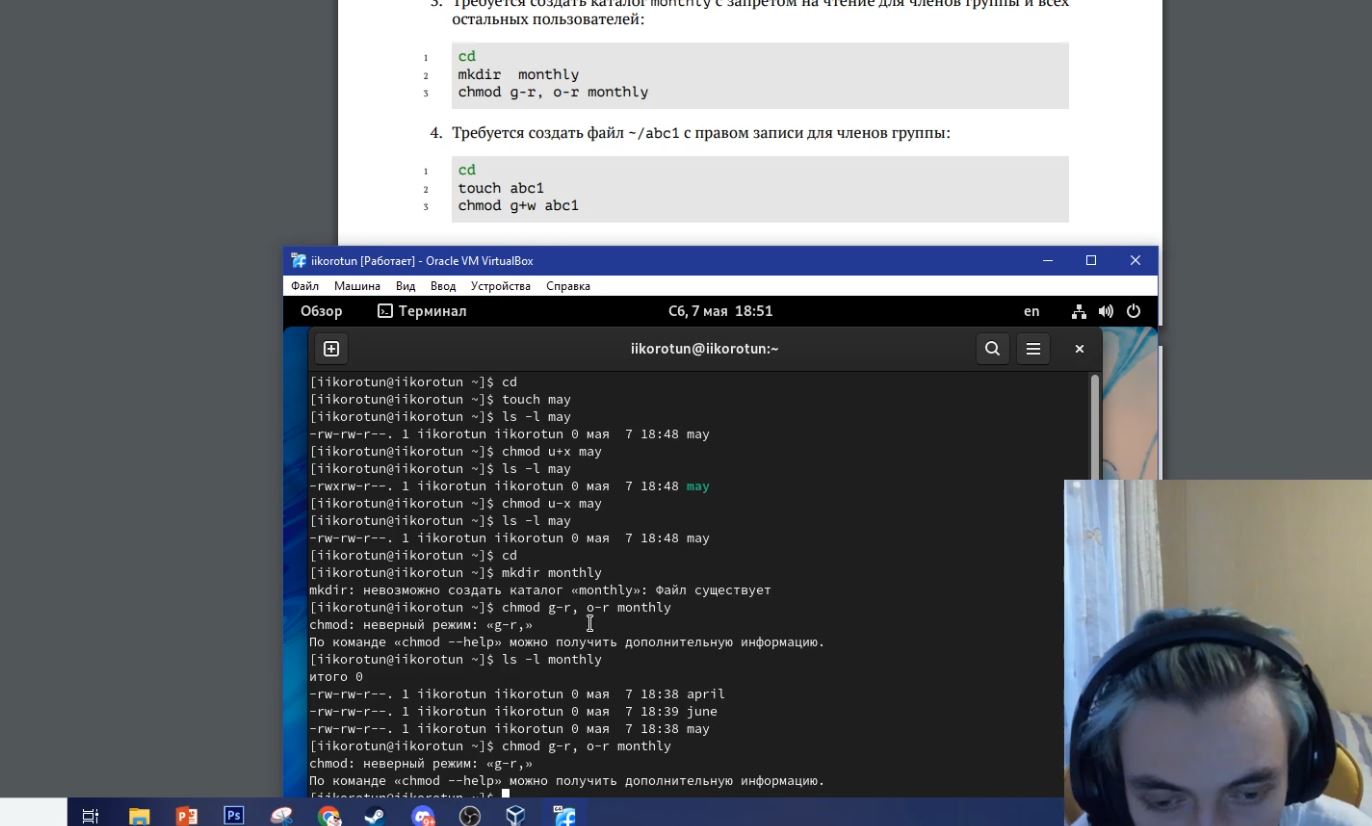 3. Требуется создать каталог monthly с запретом на чтение для членов группы и всех
остальных пользователей:
1 cd
2 mkdir  monthly
3 chmod g-r, o-r monthly
4. Требуется создать файл ~/abc1 с правом записи для членов группы:
1 cd
2 touch abc1
3 chmod g+w abc1
iikorotun [Работает] - Oracle VM VirtualBox
Файл Машина Вид Ввод Устройства Справка
Обзор Терминал Сб, 7 мая 18:51 en
iikorotun@iikorotun:~
[iikorotun@iikorotun ~]$ cd
[iikorotun@iikorotun ~]$ touch may
[iikorotun@iikorotun ~]$ ls -l may
-rw-rw-r--. 1 iikorotun iikorotun 0 мая  7 18:48 may
[iikorotun@iikorotun ~]$ chmod u+x may
[iikorotun@iikorotun ~]$ ls -l may
-rwxrw-r--. 1 iikorotun iikorotun 0 мая  7 18:48 may
[iikorotun@iikorotun ~]$ chmod u-x may
[iikorotun@iikorotun ~]$ ls -l may
-rw-rw-r--. 1 iikorotun iikorotun 0 мая  7 18:48 may
[iikorotun@iikorotun ~]$ cd
[iikorotun@iikorotun ~]$ mkdir monthly
mkdir: невозможно создать каталог «monthly»: Файл существует
[iikorotun@iikorotun ~]$ chmod g-r, o-r monthly
chmod: неверный режим: «g-r,»
По команде «chmod --help» можно получить дополнительную информацию.
[iikorotun@iikorotun ~]$ ls -l monthly
итого 0
-rw-rw-r--. 1 iikorotun iikorotun 0 мая  7 18:38 april
-rw-rw-r--. 1 iikorotun iikorotun 0 мая  7 18:39 june
-rw-rw-r--. 1 iikorotun iikorotun 0 мая  7 18:38 may
[iikorotun@iikorotun ~]$ chmod g-r, o-r monthly
chmod: неверный режим: «g-r,»
По команде «chmod --help» можно получить дополнительную информацию.
[iikorotun@iikorotun ~]$
Ps